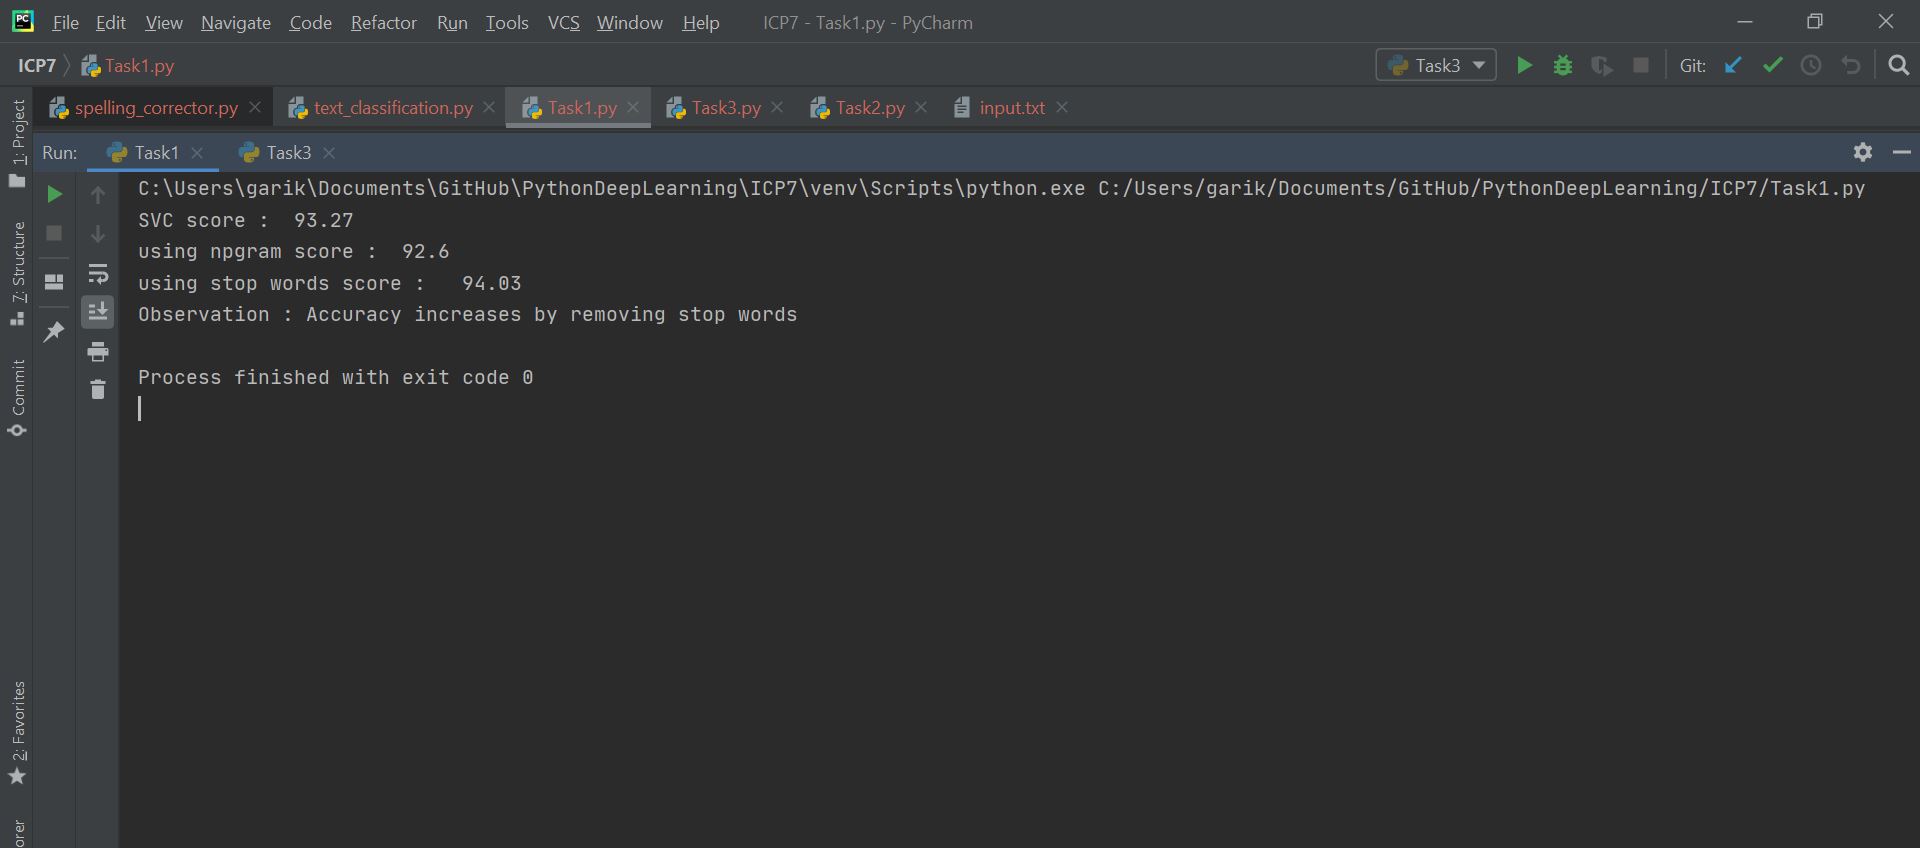 PC File Edit View Navigate Code Refactor Run Tools VCS Window Help ICP7 - Task1.py - PyCharm
ICP7 Task1.py Task3 Git:
spelling_corrector.py text_classification.py Task1.py Task3.py Task2.py input.txt
Run: Task1 Task3
C:\Users\garik\Documents\GitHub\PythonDeepLearning\ICP7\venv\Scripts\python.exe C:/Users/garik/Documents/GitHub/PythonDeepLearning/ICP7/Task1.py
SVC score :  93.27
using npgram score :  92.6
using stop words score :   94.03
Observation : Accuracy increases by removing stop words
Process finished with exit code 0
1: Project
7: Structure
Commit
2: Favorites
orer